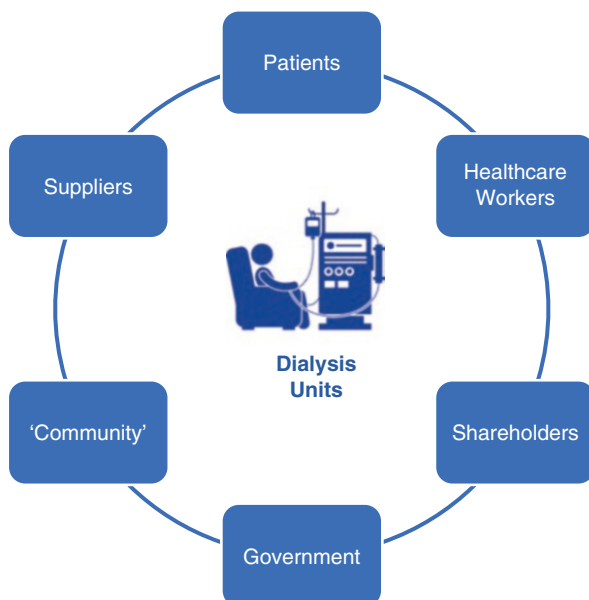 Patients
Suppliers
Healthcare
Workers
Dialysis
Units
‘Community’
Shareholders
Government